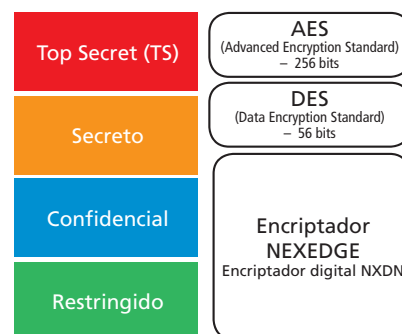 Top Secret (TS)
Secreto
Confidencial
Restringido
AES
(Advanced Encryption Standard)
– 256 bits
DES
(Data Encryption Standard)
– 56 bits
Encriptador
NEXEDGE
Encriptador digital NXDN